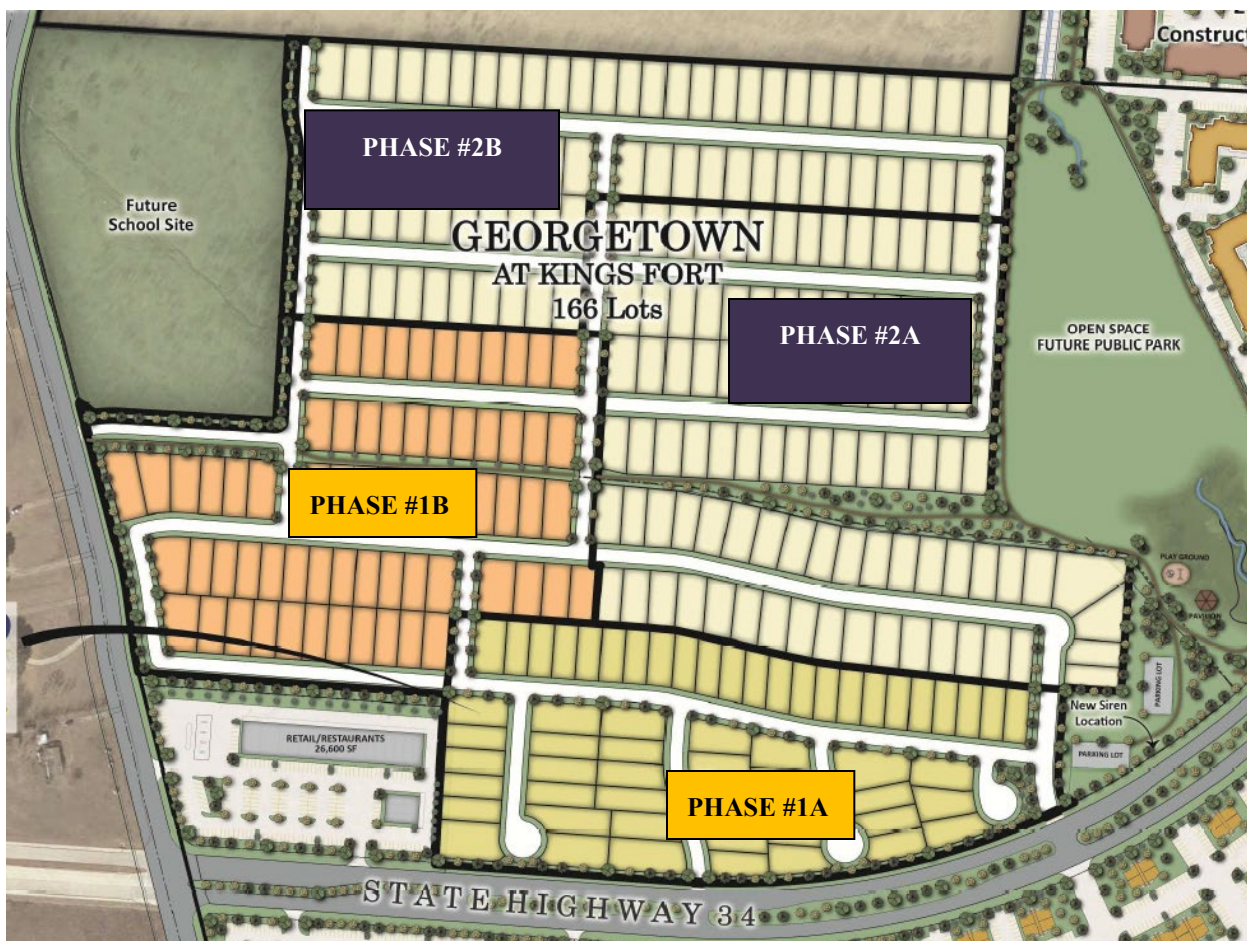 Construct
PHASE #2B
Future
School Site
GEORGETOWN
AT KINGS FORT
166 Lots
PHASE #2A
OPEN SPACE
FUTURE PUBLIC PARK
PHASE #1B
PLAY GROUND
PAVILION
PARKING LOT
New Siren
Location
RETAIL/RESTAURANTS
26,600 SF
PARKING LOT
PHASE #1A
STATE HIGHWAY 34